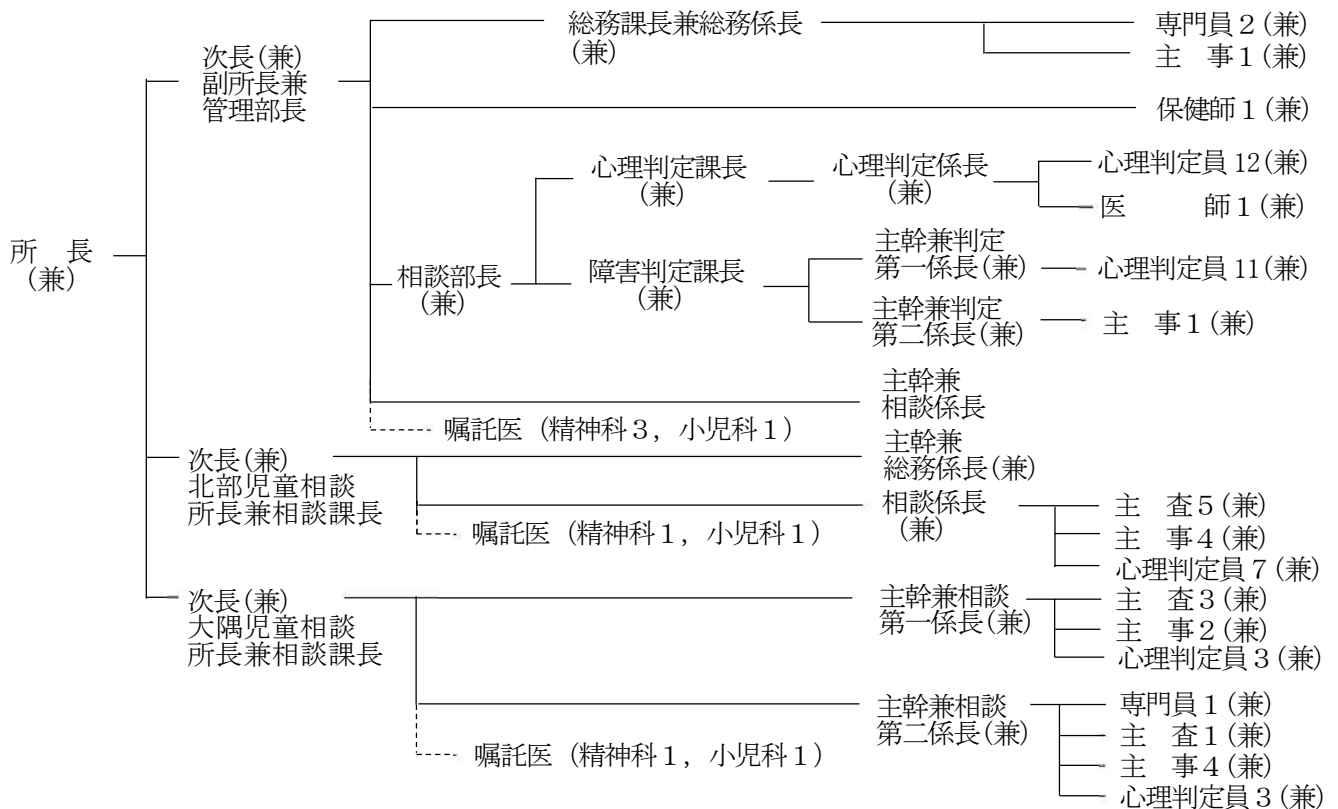 総務課長兼総務係長
(兼)
専門員２(兼)
主　事１(兼)
次長(兼)
副所長兼
管理部長
保健師１(兼)
心理判定課長
(兼)
心理判定係長
(兼)
心理判定員 12(兼)
医　　師１(兼)
所　長
(兼)
相談部長
(兼)
障害判定課長
(兼)
主幹兼判定
第一係長(兼)
心理判定員 11(兼)
主幹兼判定
第二係長(兼)
主　事１(兼)
主幹兼
相談係長
嘱託医（精神科３，小児科１）
次長(兼)
北部児童相談
所長兼相談課長
主幹兼
総務係長(兼)
嘱託医（精神科１，小児科１）
相談係長
(兼)
主　査５(兼)
主　事４(兼)
心理判定員７(兼)
次長(兼)
大隅児童相談
所長兼相談課長
主幹兼相談
第一係長(兼)
主　査３(兼)
主　事２(兼)
心理判定員３(兼)
嘱託医（精神科１，小児科１）
主幹兼相談
第二係長(兼)
専門員１(兼)
主　査１(兼)
主　事４(兼)
心理判定員３(兼)